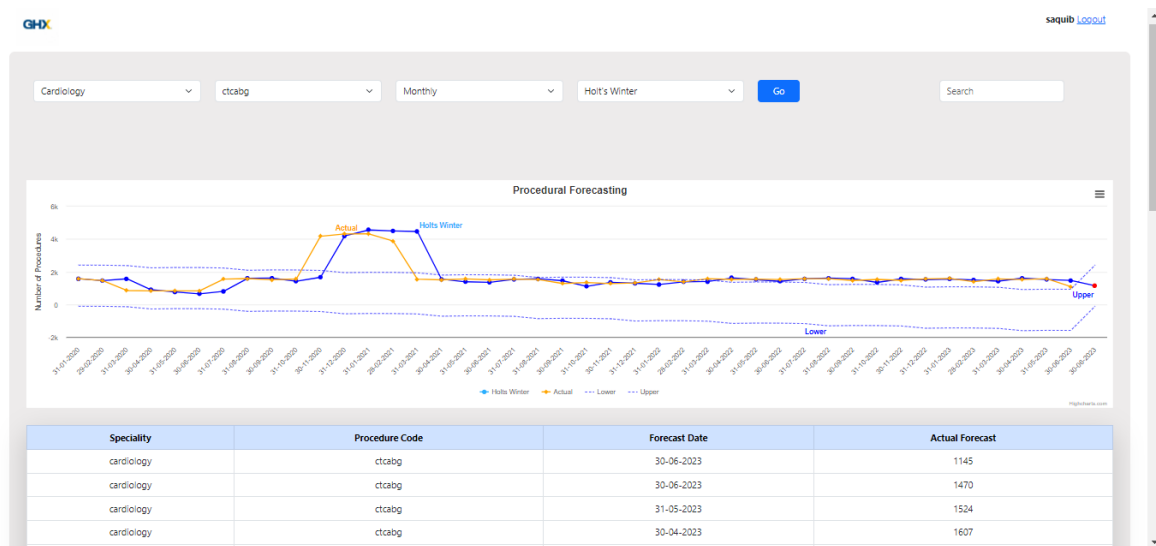 GHX
saquib Logout
Cardiology ctcabg Monthly Holt's Winter Go Search
Procedural Forecasting
6k
4k
2k
0
-2k
Number of Procedures
Actual
Holts Winter
Upper
Lower
31-01-2020 29-02-2020 31-03-2020 30-04-2020 31-05-2020 30-06-2020 31-07-2020 31-08-2020 30-09-2020 31-10-2020 30-11-2020 31-12-2020 31-01-2021 28-02-2021 31-03-2021 30-04-2021 31-05-2021 30-06-2021 31-07-2021 31-08-2021 30-09-2021 31-10-2021 30-11-2021 31-12-2021 31-01-2022 28-02-2022 31-03-2022 30-04-2022 31-05-2022 30-06-2022 31-07-2022 31-08-2022 30-09-2022 31-10-2022 30-11-2022 31-12-2022 31-01-2023 28-02-2023 31-03-2023 30-04-2023 31-05-2023 30-06-2023 30-06-2023
Holts Winter Actual Lower Upper
Highcharts.com
Speciality Procedure Code Forecast Date Actual Forecast
cardiology ctcabg 30-06-2023 1145
cardiology ctcabg 30-06-2023 1470
cardiology ctcabg 31-05-2023 1524
cardiology ctcabg 30-04-2023 1607